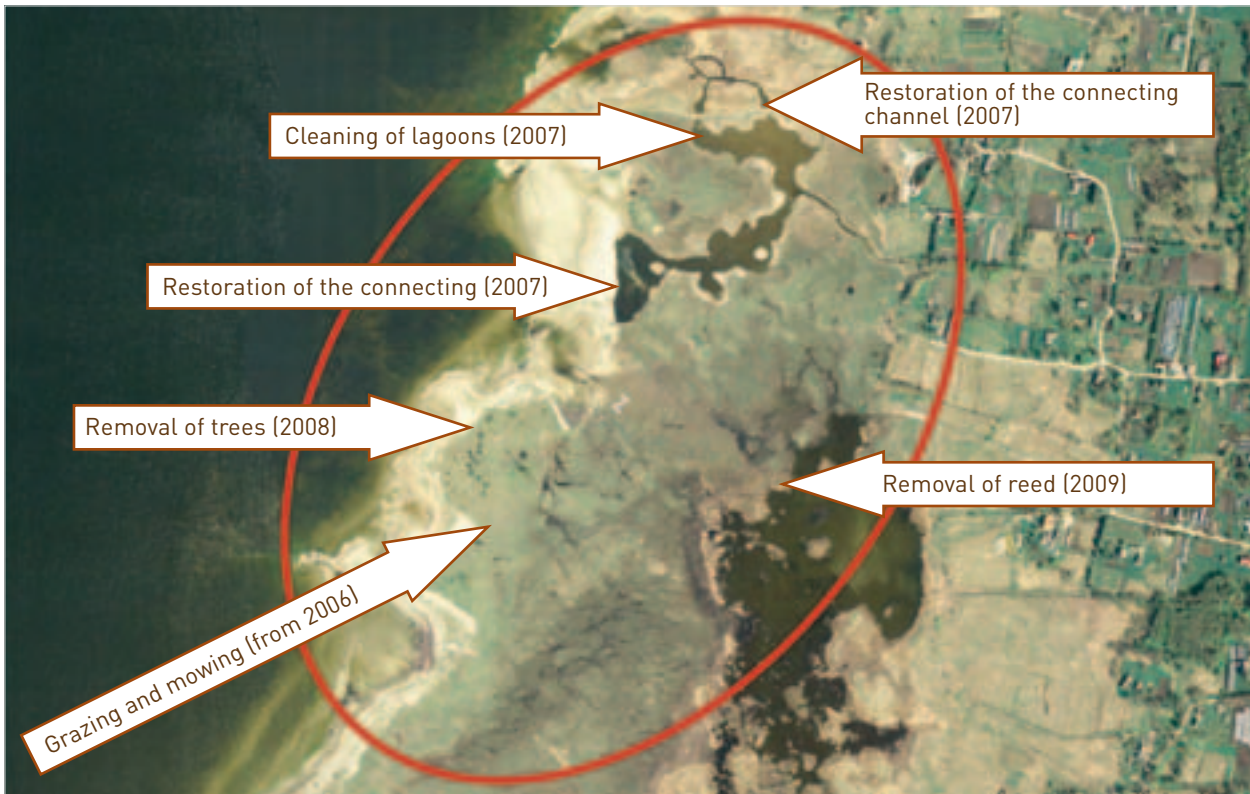 Restoration of the connecting
channel (2007)
Cleaning of lagoons (2007)
Restoration of the connecting (2007)
Removal of trees (2008)
Removal of reed (2009)
Grazing and mowing (from 2006)